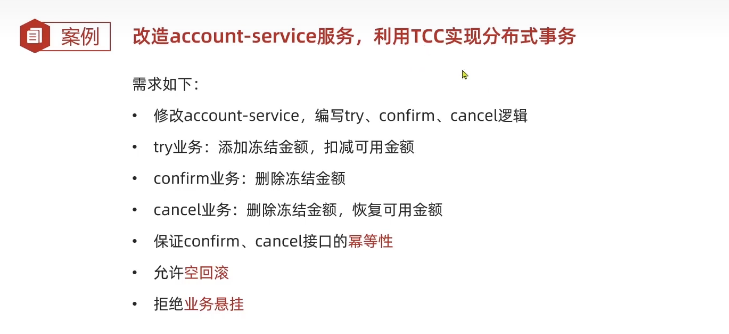 案例
改造account-service服务，利用TCC实现分布式事务
需求如下：
• 修改account-service，编写try、confirm、cancel逻辑
• try业务：添加冻结金额，扣减可用金额
• confirm业务：删除冻结金额
• cancel业务：删除冻结金额，恢复可用金额
• 保证confirm、cancel接口的幂等性
• 允许空回滚
• 拒绝业务悬挂